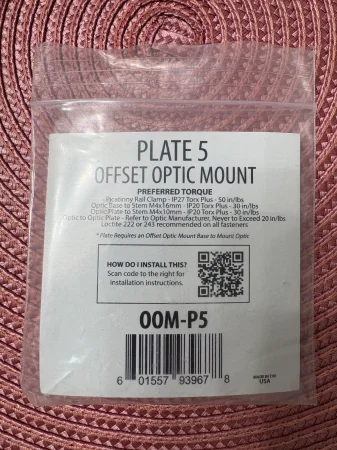 PLATE 5
OFFSET OPTIC MOUNT
PREFERRED TORQUE
- Picatinny Rail Clamp - IP27 Torx Plus - 50 in/lbs
Optic Base to Stem M4x16mm - IP20 Torx Plus - 30 in/lbs
Optic Plate to Stem M4x10mm - IP20 Torx Plus - 30 in/lbs
Optic to Optic Plate - Refer to Optic Manufacturer, Never to Exceed 20 in/lbs
Loctite 222 or 243 recommended on all fasteners
* Plate Requires an Offset Optic Mount Base to Mount Optic
HOW DO I INSTALL THIS?
Scan code to the right for
installation instructions.
OOM-P5
6 01557 93967 8
MADE IN THE
USA